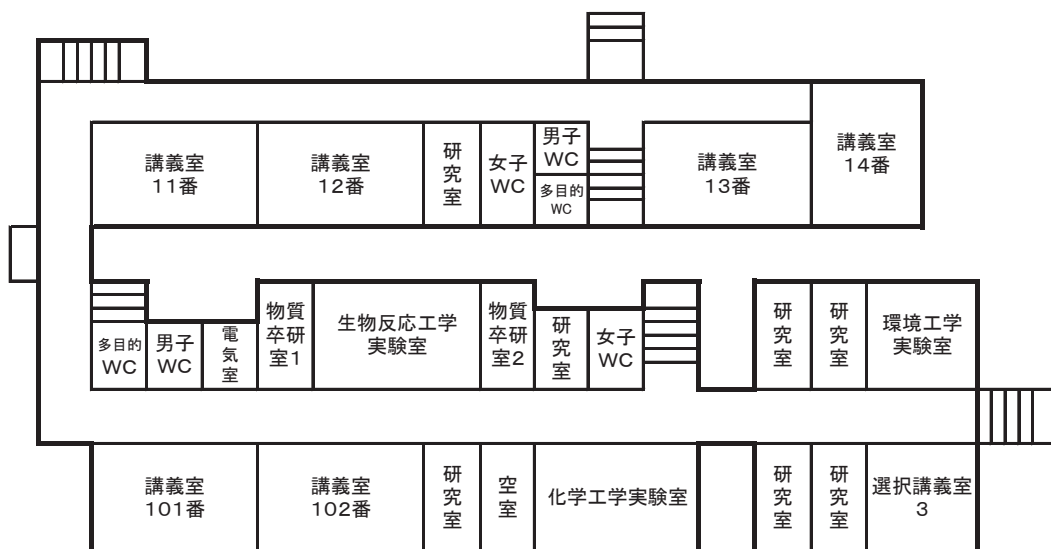 講義室
11番
講義室
12番
研究室
女子
WC
男子
WC
多目的
WC
講義室
13番
講義室
14番
多目的
WC
男子
WC
電気室
物質
卒研
室1
生物反応工学
実験室
物質
卒研
室2
研究室
女子
WC
研究室
研究室
環境工学
実験室
講義室
101番
講義室
102番
研究室
空室
化学工学実験室
研究室
研究室
選択講義室
3